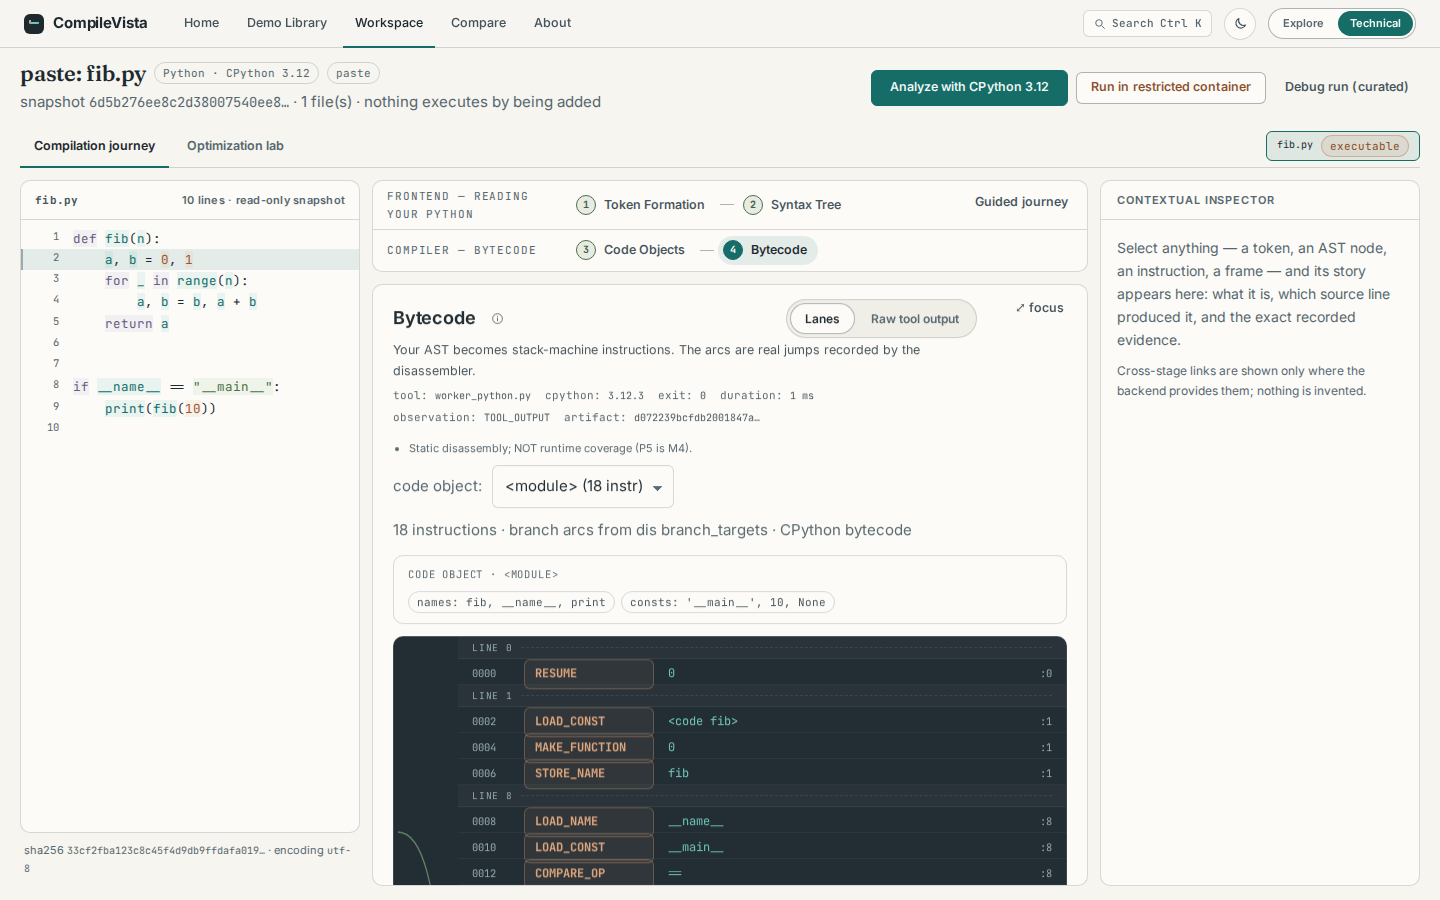 CompileVista
Home
Demo Library
Workspace
Compare
About
Search Ctrl K
Explore
Technical
paste: fib.py
Python · CPython 3.12
paste
snapshot 6d5b276ee8c2d38007540ee8… · 1 file(s) · nothing executes by being added
Analyze with CPython 3.12
Run in restricted container
Debug run (curated)
Compilation journey
Optimization lab
fib.py
executable
fib.py
10 lines · read-only snapshot
1 def fib(n):
2 a, b = 0, 1
3 for _ in range(n):
4 a, b = b, a + b
5 return a
6
7
8 if __name__ == "__main__":
9 print(fib(10))
10
sha256 33cf2fba123c8c45f4d9db9ffdafa019… · encoding utf-
8
FRONTEND — READING
YOUR PYTHON
1 Token Formation
2 Syntax Tree
Guided journey
COMPILER — BYTECODE
3 Code Objects
4 Bytecode
Bytecode
Lanes
Raw tool output
focus
Your AST becomes stack-machine instructions. The arcs are real jumps recorded by the
disassembler.
tool: worker_python.py cpython: 3.12.3 exit: 0 duration: 1 ms
observation: TOOL_OUTPUT artifact: d072239bcfdb2001847a…
• Static disassembly; NOT runtime coverage (P5 is M4).
code object:
<module> (18 instr)
18 instructions · branch arcs from dis branch_targets · CPython bytecode
CODE OBJECT · <MODULE>
names: fib, __name__, print
consts: '__main__', 10, None
LINE 0
0000 RESUME 0 :0
LINE 1
0002 LOAD_CONST <code fib> :1
0004 MAKE_FUNCTION 0 :1
0006 STORE_NAME fib :1
LINE 8
0008 LOAD_NAME __name__ :8
0010 LOAD_CONST __main__ :8
0012 COMPARE_OP == :8
CONTEXTUAL INSPECTOR
Select anything — a token, an AST node,
an instruction, a frame — and its story
appears here: what it is, which source line
produced it, and the exact recorded
evidence.
Cross-stage links are shown only where the
backend provides them; nothing is invented.